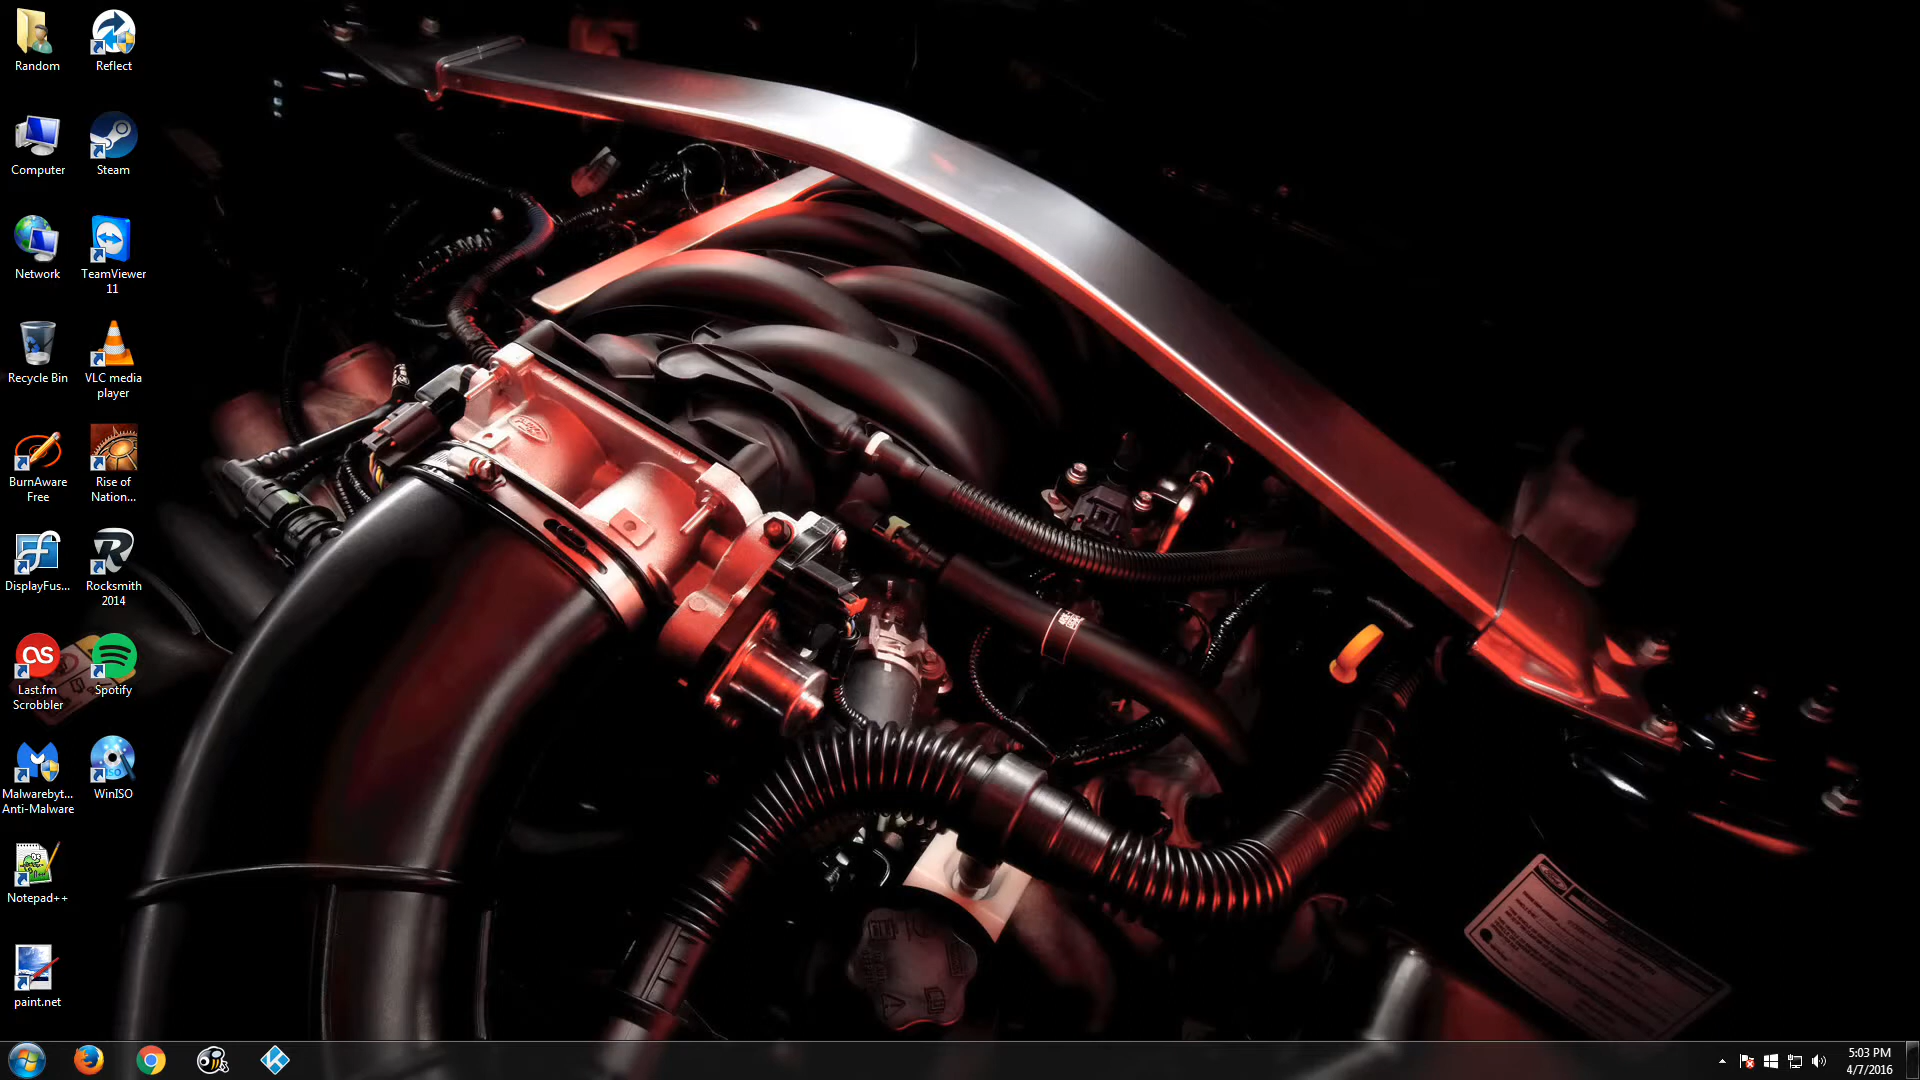 Random
Reflect
Computer
Steam
Network
TeamViewer
11
Recycle Bin
VLC media
player
BurnAware
Free
Rise of
Nation...
DisplayFus...
Rocksmith
2014
Last.fm
Scrobbler
Spotify
Malwarebyt...
Anti-Malware
WinISO
Notepad++
paint.net
5:03 PM
4/7/2016